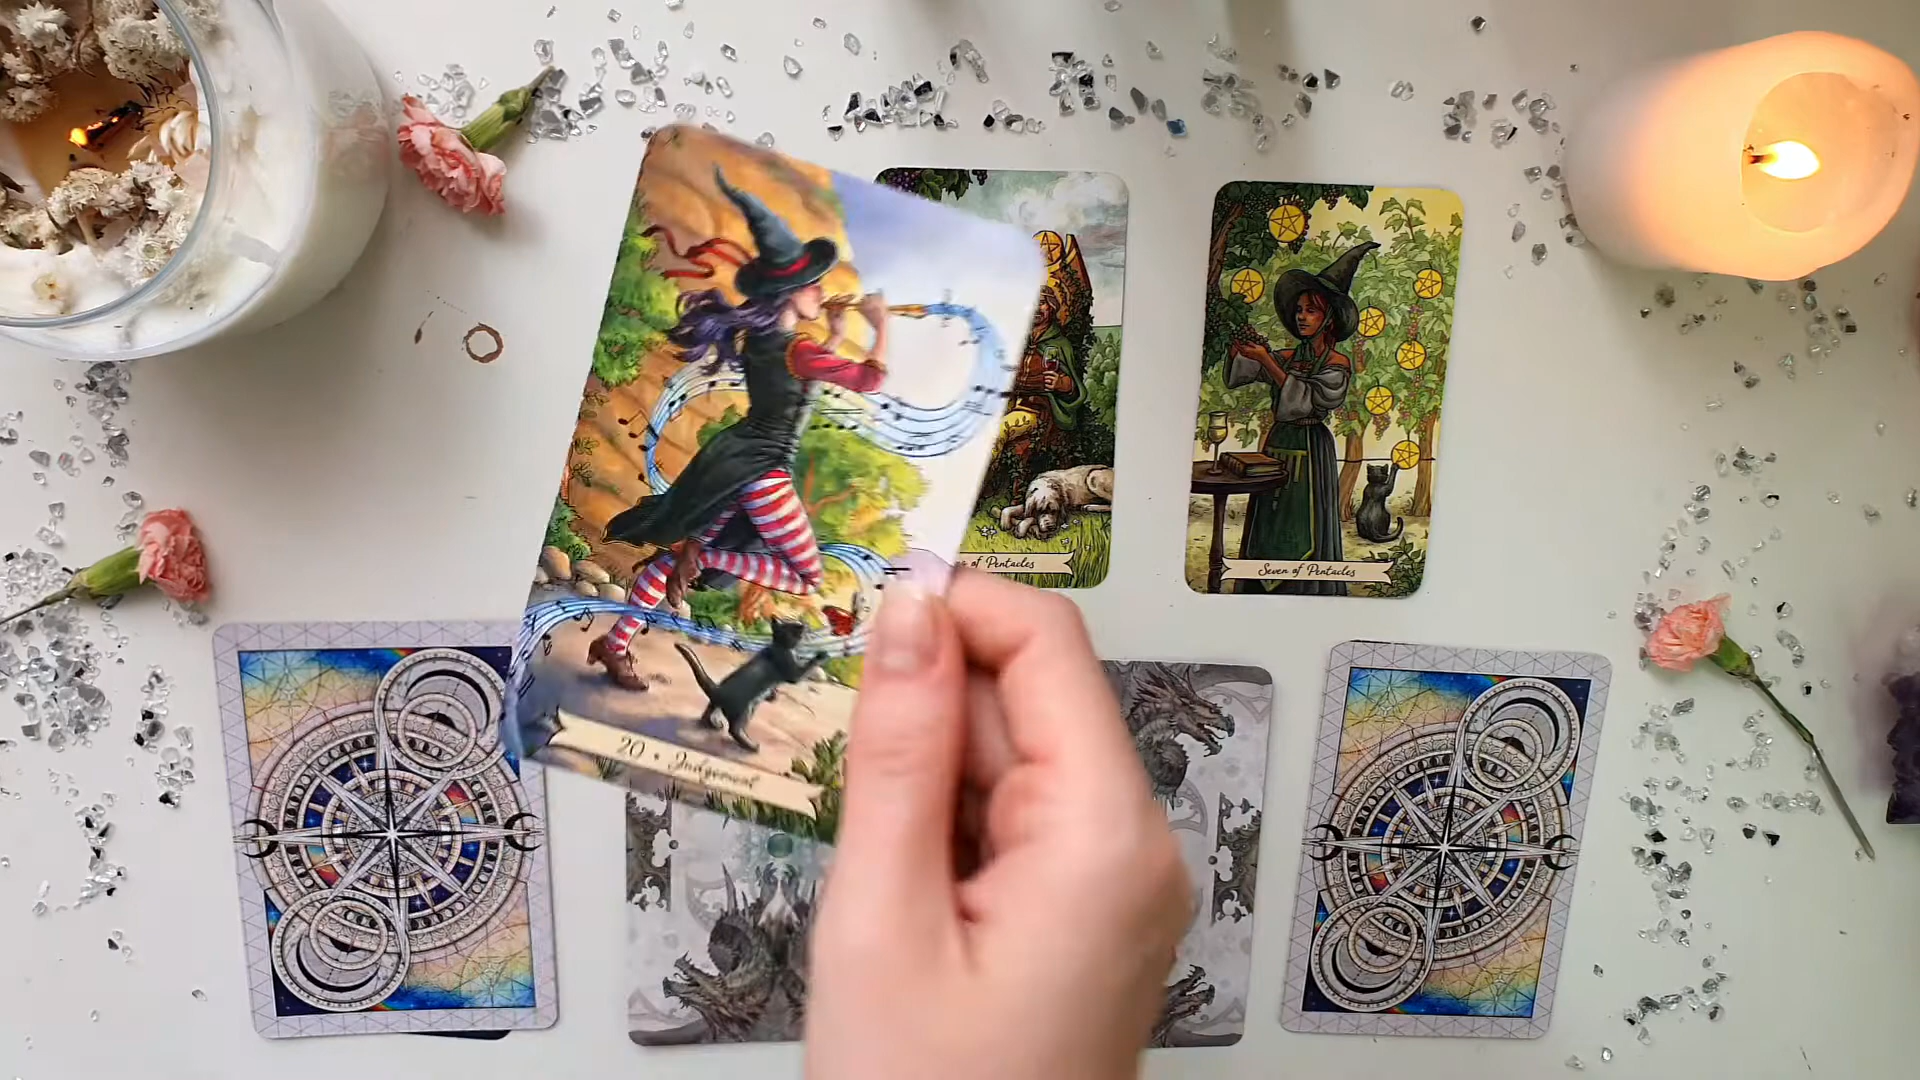 of Pentacles
Seven of Pentacles
20 • Judgement